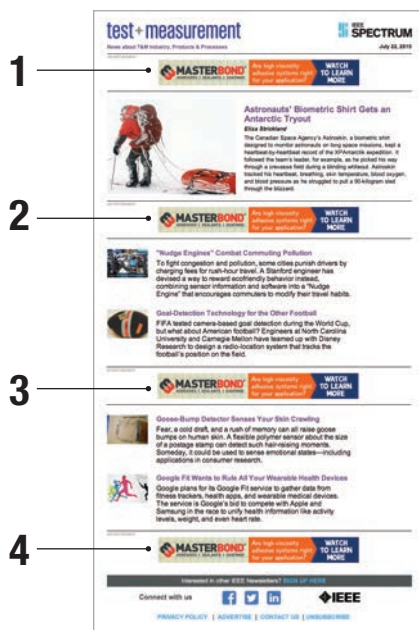 test+measurement
IEEE
SPECTRUM
News about T&M Industry, Products & Processes
July 22, 2015
1
MASTERBOND
ADHESIVES | SEALANTS | COATINGS
Are high viscosity
adhesive systems right
for your application?
WATCH
TO LEARN
MORE
Astronauts' Biometric Shirt Gets an
Antarctic Tryout
Eliza Strickland
The Canadian Space Agency's Astroskin, a biometric shirt
designed to monitor astronauts on long space missions, kept a
heartbeat-by-heartbeat record of the XPAntarctik expedition. It
followed the team's leader, for example, as he picked his way
through a crevasse field during a blinding whiteout. Astroskin
tracked his heartbeat, breathing, skin temperature, blood oxygen,
and blood pressure as he struggled to pull a 90-kilogram sled
through the blizzard.
2
MASTERBOND
ADHESIVES | SEALANTS | COATINGS
Are high viscosity
adhesive systems right
for your application?
WATCH
TO LEARN
MORE
"Nudge Engines" Combat Commuting Pollution
To fight congestion and pollution, some cities punish drivers by
charging fees for rush-hour travel. A Stanford engineer has
devised a way to reward ecofriendly behavior instead,
combining sensor information and software into a "Nudge
Engine" that encourages commuters to modify their travel habits.
Goal-Detection Technology for the Other Football
FIFA tested camera-based goal detection during the World Cup,
but what about American football? Engineers at North Carolina
University and Carnegie Mellon have teamed up with Disney
Research to design a radio-location system that tracks the
football's position on the field.
3
MASTERBOND
ADHESIVES | SEALANTS | COATINGS
Are high viscosity
adhesive systems right
for your application?
WATCH
TO LEARN
MORE
Goose-Bump Detector Senses Your Skin Crawling
Fear, a cold draft, and a rush of memory can all raise goose
bumps on human skin. A flexible polymer sensor about the size
of a postage stamp can detect such hair-raising moments.
Someday, it could be used to sense emotional states—including
applications in consumer research.
Google Fit Wants to Rule All Your Wearable Health Devices
Google plans for its Google Fit service to gather data from
fitness trackers, health apps, and wearable medical devices.
The service is Google's bid to compete with Apple and
Samsung in the race to unify health information like activity
levels, weight, and even heart rate.
4
MASTERBOND
ADHESIVES | SEALANTS | COATINGS
Are high viscosity
adhesive systems right
for your application?
WATCH
TO LEARN
MORE
Interested in other IEEE Newsletters? SIGN UP HERE
Connect with us
IEEE
PRIVACY POLICY | ADVERTISE | CONTACT US | UNSUBSCRIBE